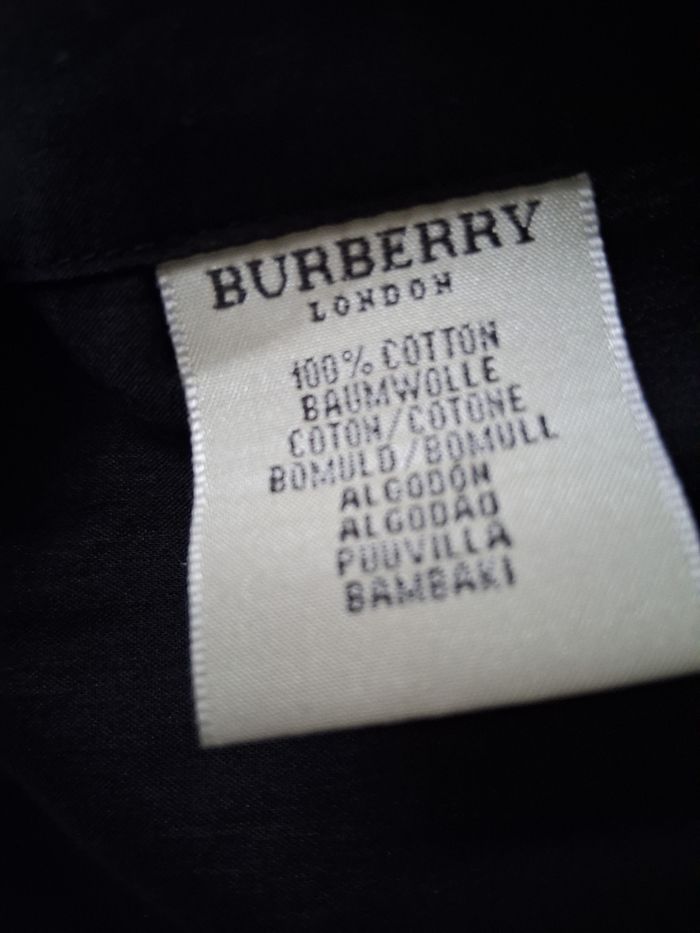 BURBERRY
LONDON
100% COTTON
BAUMWOLLE
COTON/COTONE
BOMULD/BOMULL
ALGODÓN
ALGODÃO
PUUVILLA
BAMBAKI